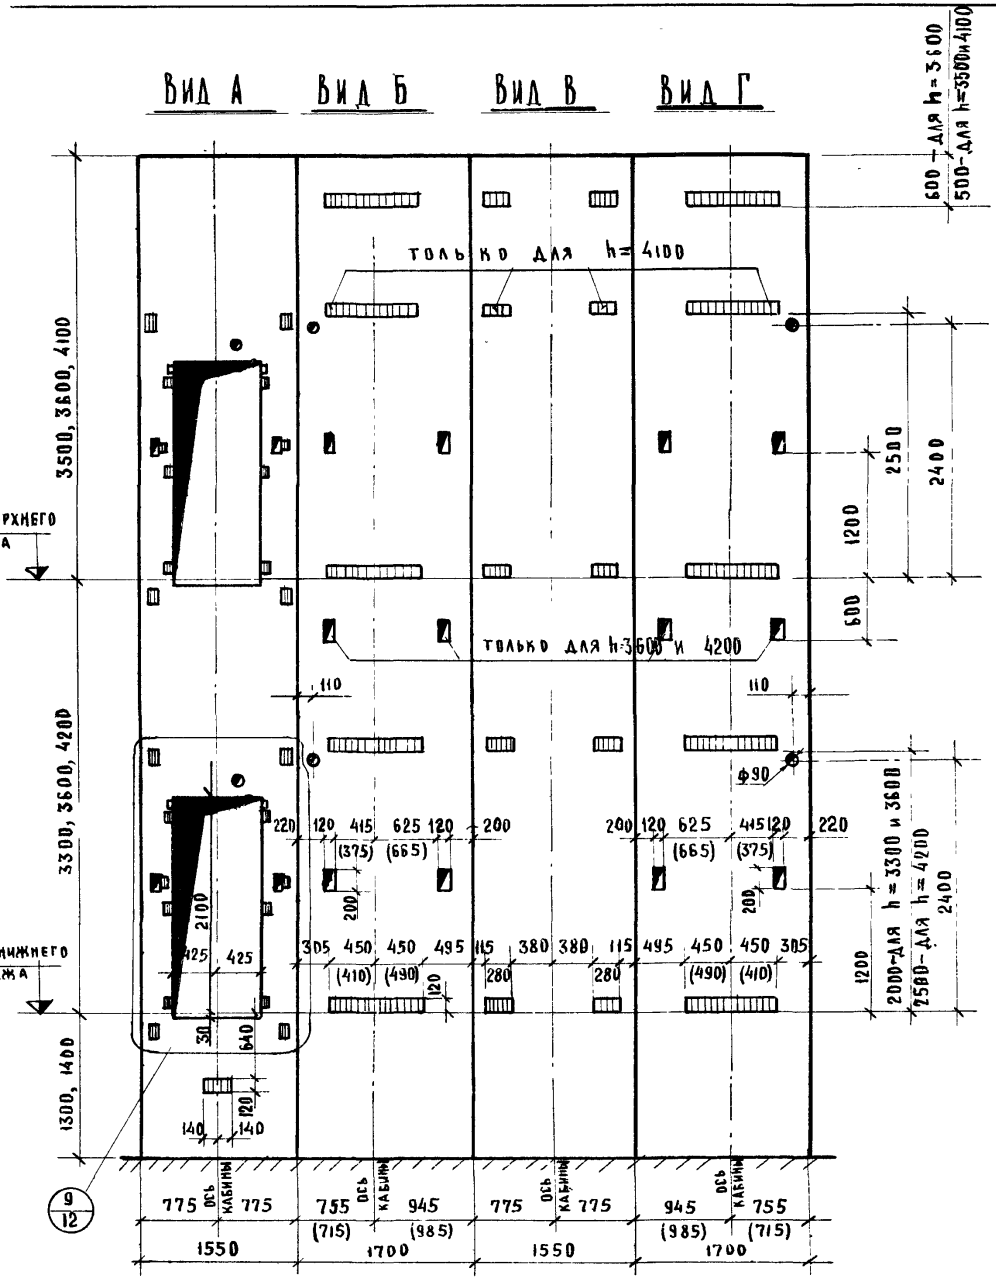 ВИД А
ВИД Б
ВИД В
ВИД Г
600 – ДЛЯ h = 3600
500 – ДЛЯ h = 3500 и 4100
ТОЛЬКО ДЛЯ h = 4100
3500, 3600, 4100
2500
2400
1200
600
РХНЕГО
А
ТОЛЬКО ДЛЯ h=3600 И 4200
110
110
3300, 3600, 4200
ф90
220 120 415 625 120 200
(375) (665)
200 120 625 415 120 220
(665) (375)
200
200
2100
425 425
НИЖНЕГО
ЖА
305 450 450 495 115 380 380 115 495 450 450 305
(410) (490) 280 280 (490) (410)
120
1200
2000-ДЛЯ h = 3300 и 3600
2500-ДЛЯ h = 4200
2400
30
640
1300, 1400
120
140 140
9
12
ОСЬ КАБИНЫ
ОСЬ КАБИНЫ
ОСЬ КАБИНЫ
ОСЬ КАБИНЫ
775 775 755 945 775 775 945 755
(715) (985) (985) (715)
1550 1700 1550 1700